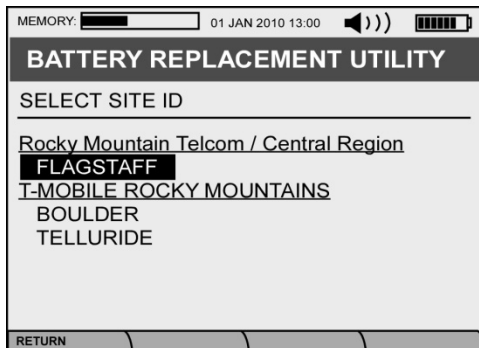 MEMORY: 01 JAN 2010 13:00
BATTERY REPLACEMENT UTILITY
SELECT SITE ID
Rocky Mountain Telcom / Central Region
FLAGSTAFF
T-MOBILE ROCKY MOUNTAINS
BOULDER
TELLURIDE
RETURN